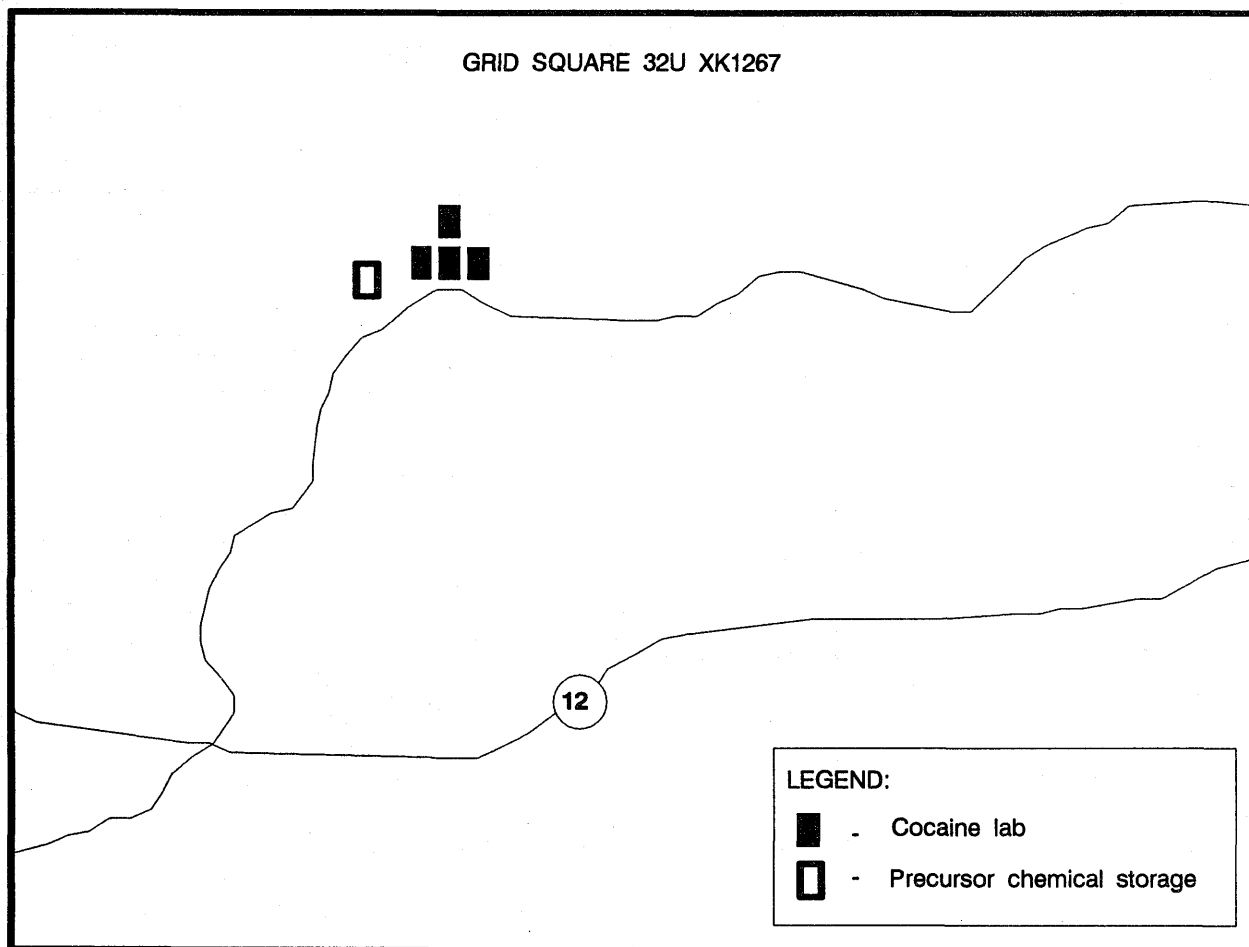 GRID SQUARE 32U XK1267
12
LEGEND:
- Cocaine lab
- Precursor chemical storage